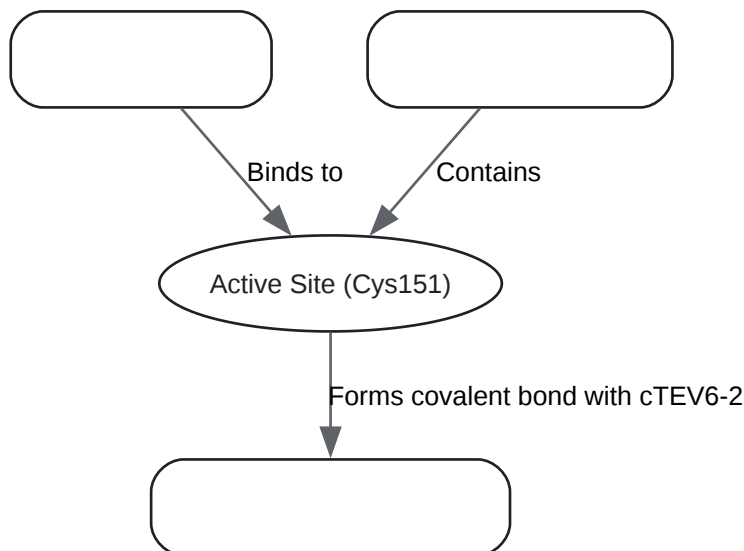 Binds to
Contains
Active Site (Cys151)
Forms covalent bond with cTEV6-2